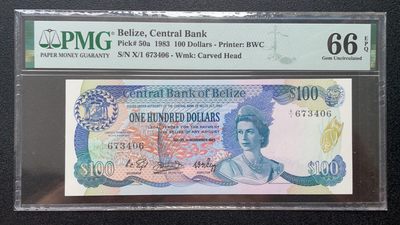 PMG
PAPER MONEY GUARANTY
Belize, Central Bank
Pick# 50a 1983 100 Dollars - Printer: BWC
S/N X/1 673406 - Wmk: Carved Head
66 EPQ
Gem Uncirculated
Central Bank of Belize
$100
ONE HUNDRED DOLLARS
673406
673406
$100
$100